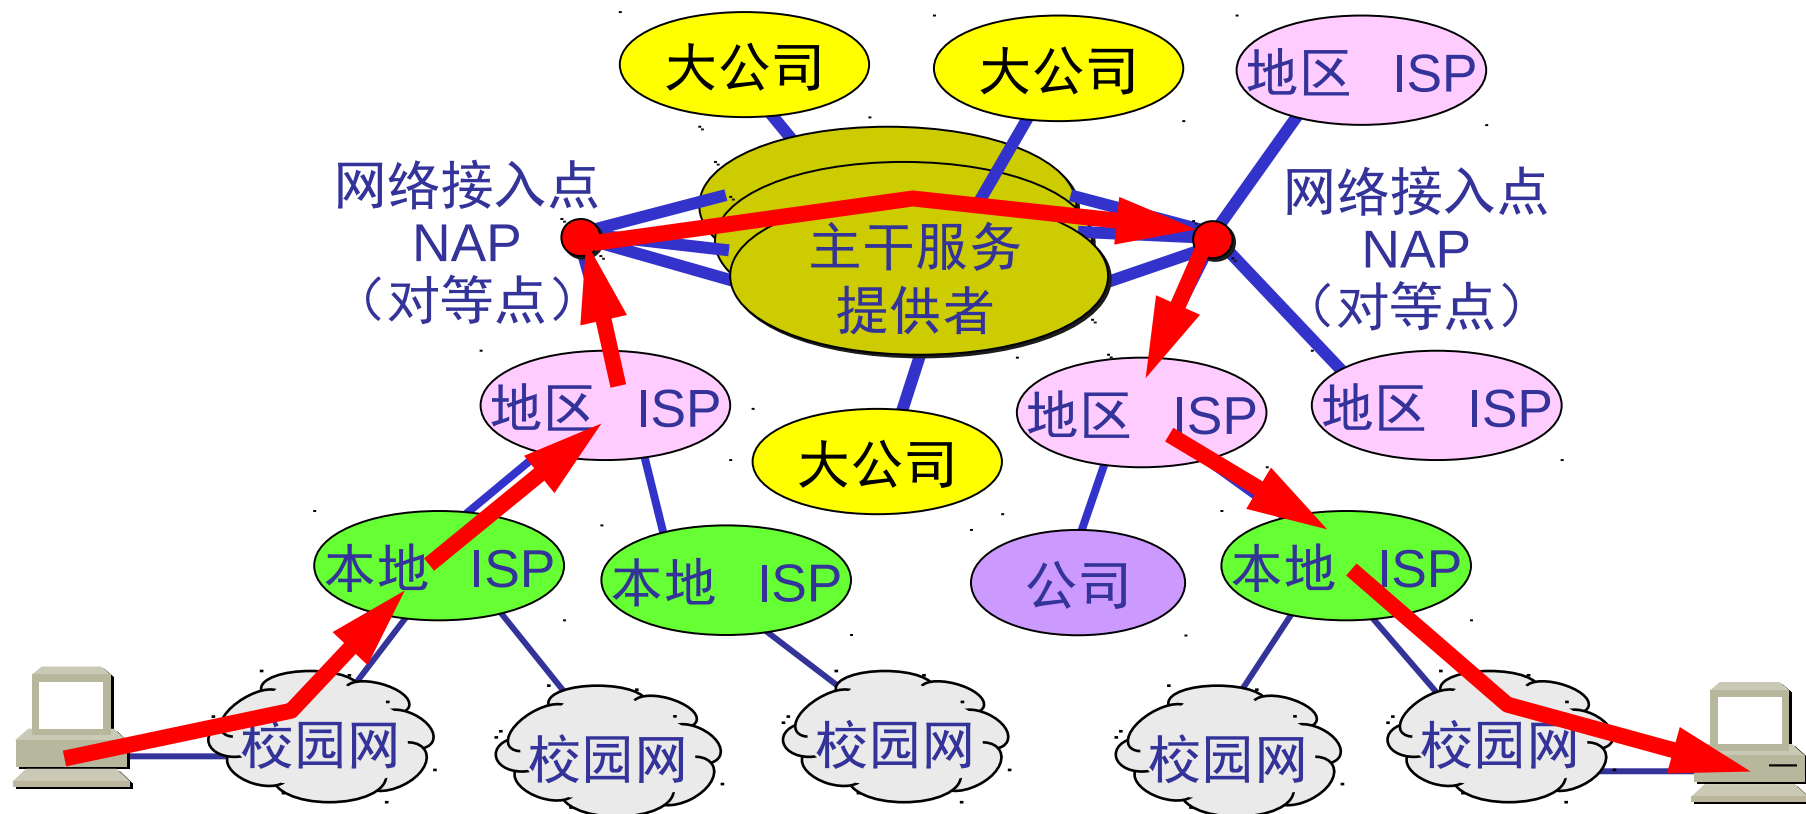 大公司
大公司
地区 ISP
网络接入点
NAP
（对等点）
主干服务
提供者
网络接入点
NAP
（对等点）
地区 ISP
大公司
地区 ISP
地区 ISP
本地 ISP
本地 ISP
公司
本地 ISP
校园网
校园网
校园网
校园网
校园网